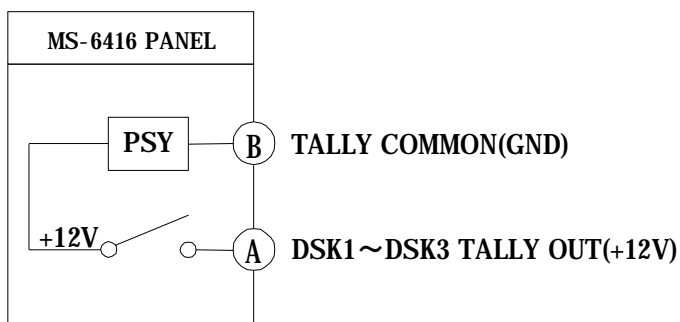 MS-6416 PANEL
PSY
B
TALLY COMMON(GND)
+12V
A
DSK1～DSK3 TALLY OUT(+12V)